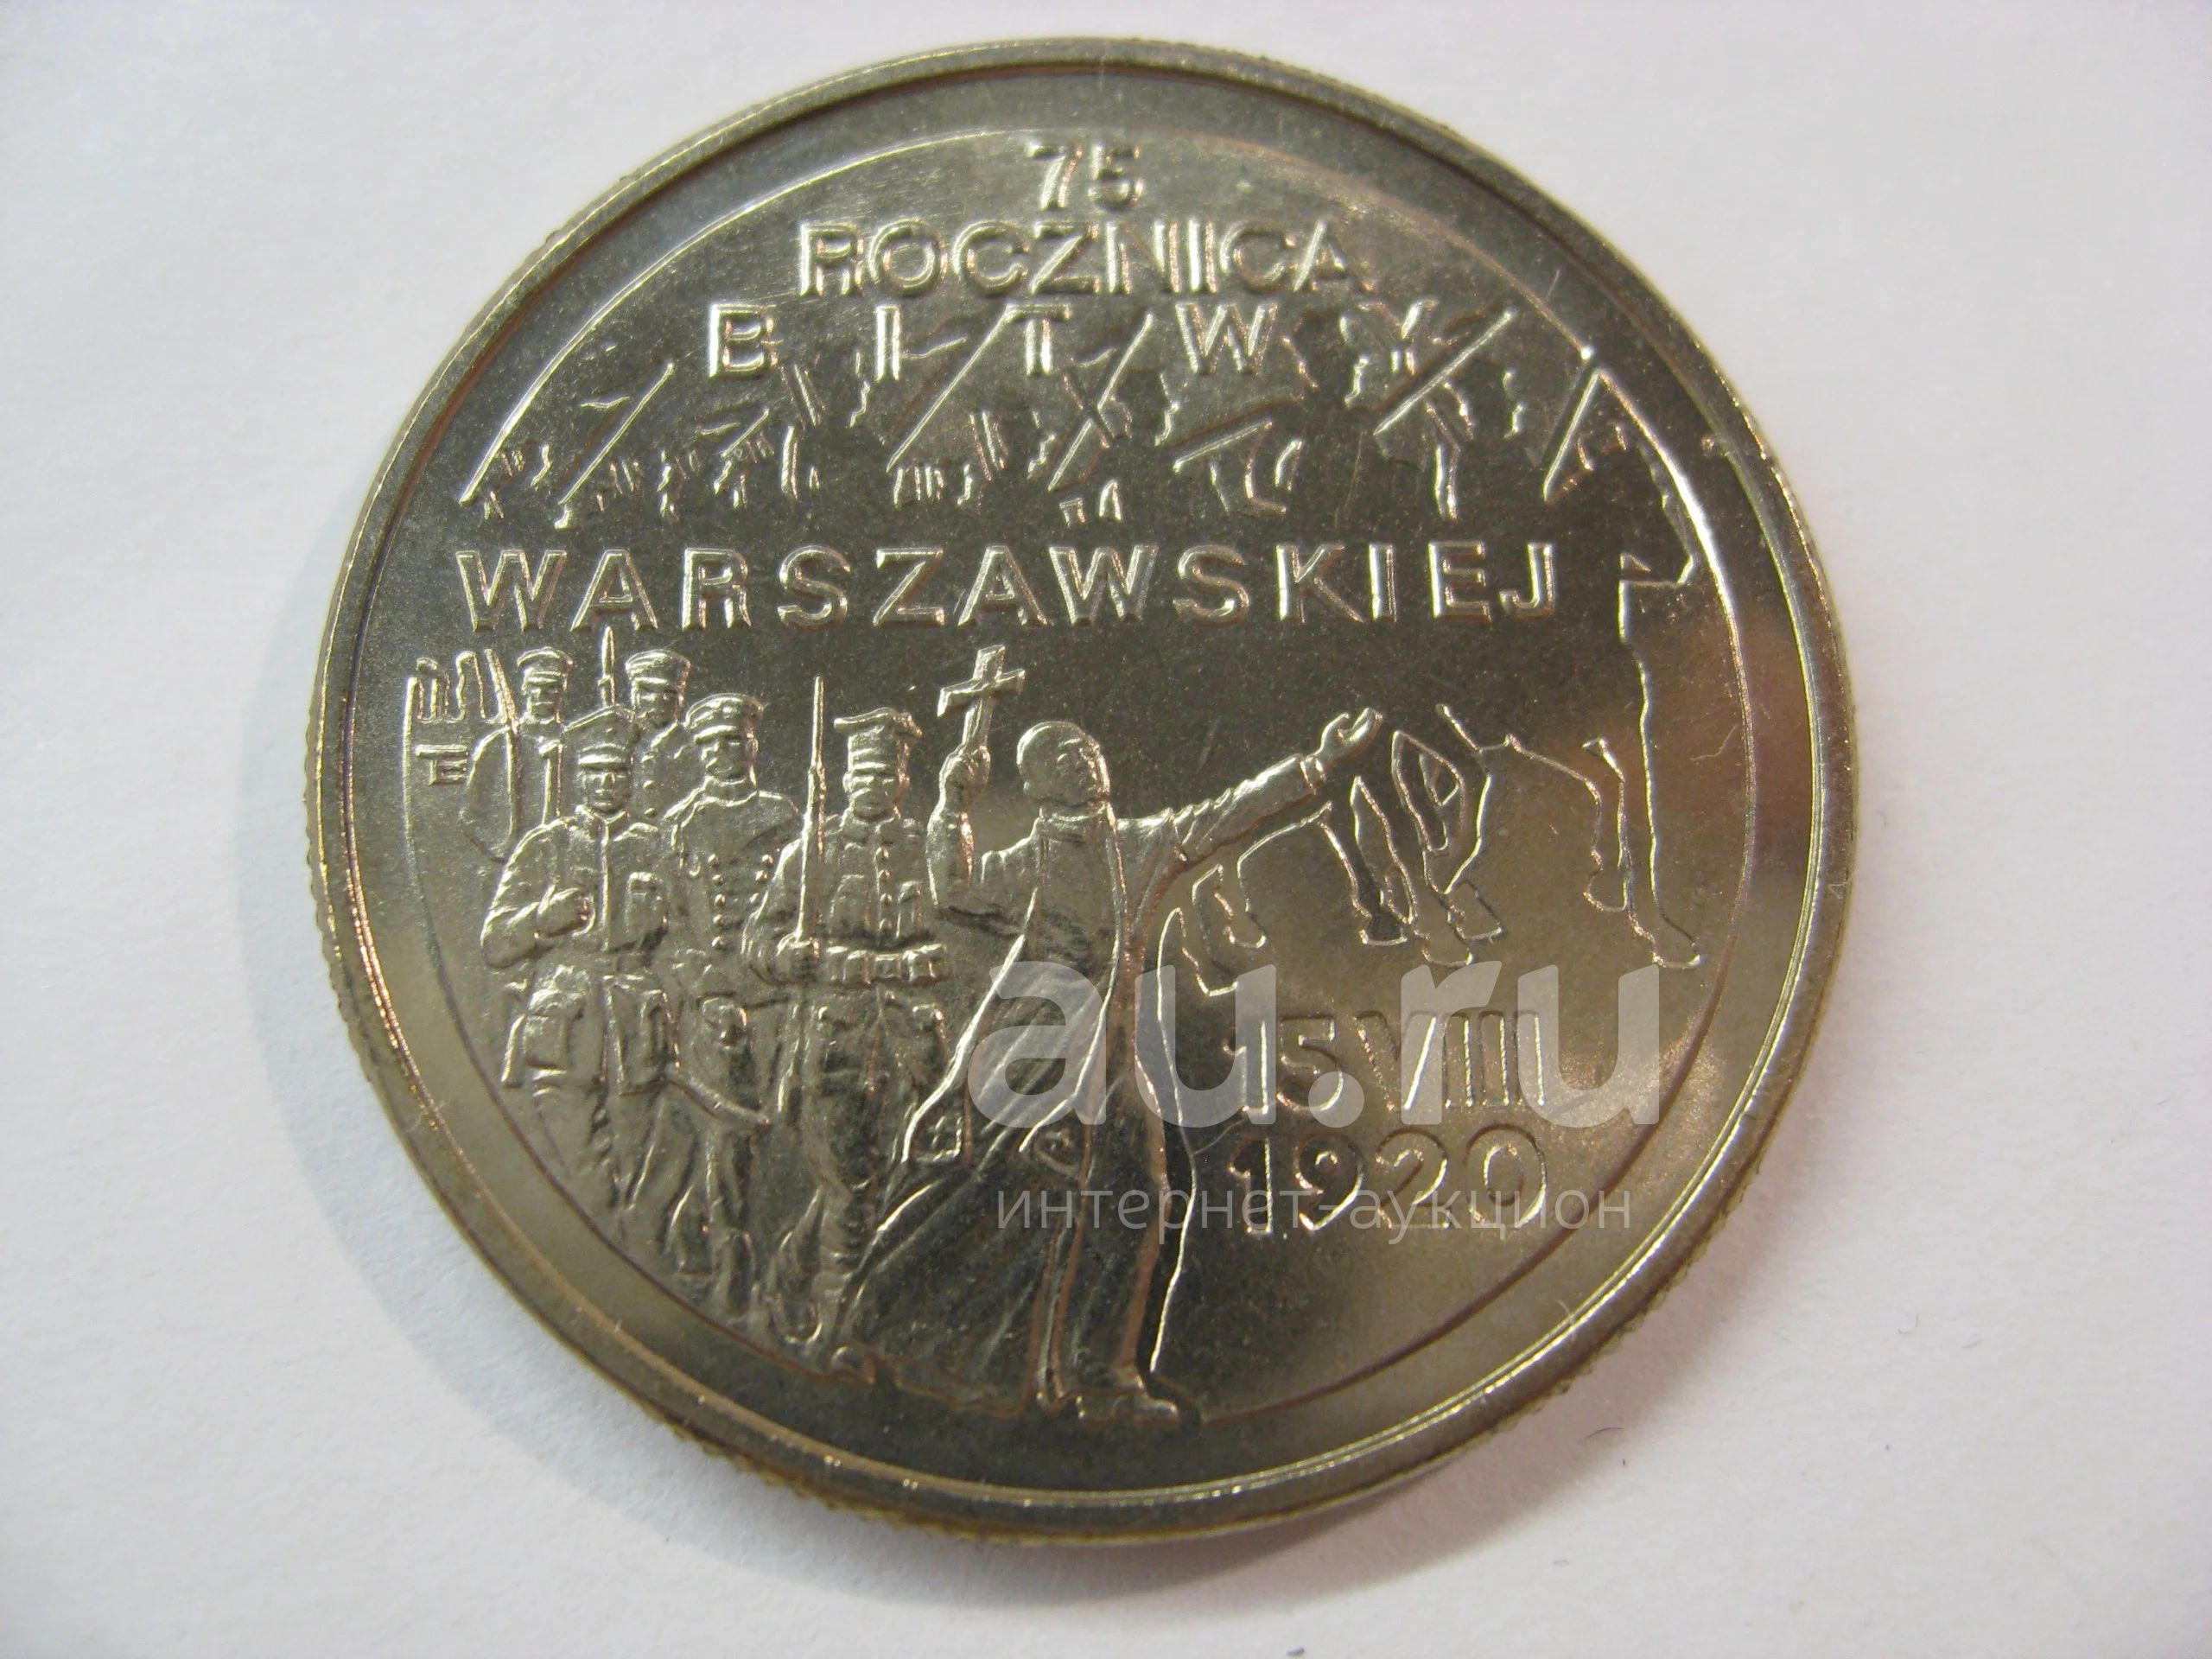 75
ROCZNICA
BITWY
WARSZAWSKIEJ
au.ru
15 VIII
1920
интернет-аукцион